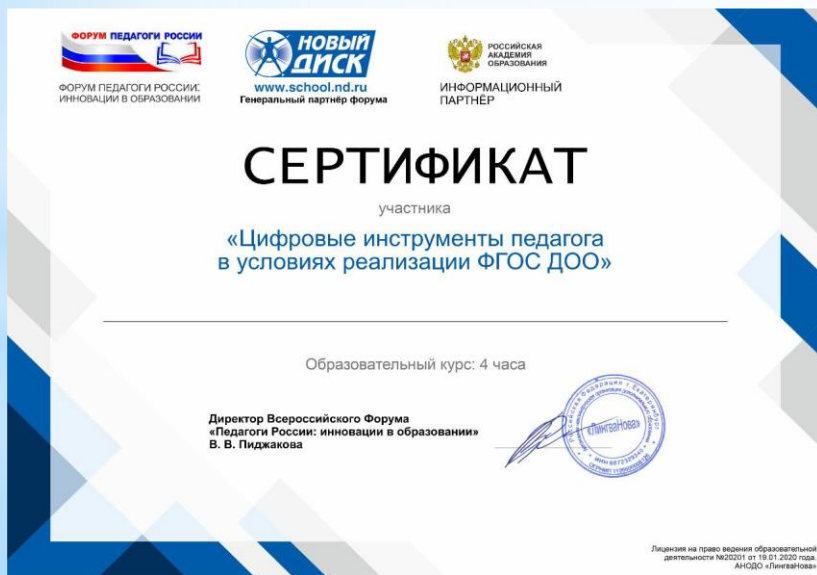 ФОРУМ ПЕДАГОГИ РОССИИ
ФОРУМ ПЕДАГОГИ РОССИИ:
ИННОВАЦИИ В ОБРАЗОВАНИИ
НОВЫЙ
ДИСК
www.school.nd.ru
Генеральный партнёр форума
РОССИЙСКАЯ
АКАДЕМИЯ
ОБРАЗОВАНИЯ
ИНФОРМАЦИОННЫЙ
ПАРТНЁР
СЕРТИФИКАТ
участника
«Цифровые инструменты педагога
в условиях реализации ФГОС ДОО»
Образовательный курс: 4 часа
Директор Всероссийского Форума
«Педагоги России: инновации в образовании»
В. В. Пиджакова
Российская Федерация г. Екатеринбург
«ЛингваНова»
Лицензия на право ведения образовательной
деятельности №20201 от 19.01.2020 года.
АНОДО «ЛингваНова»